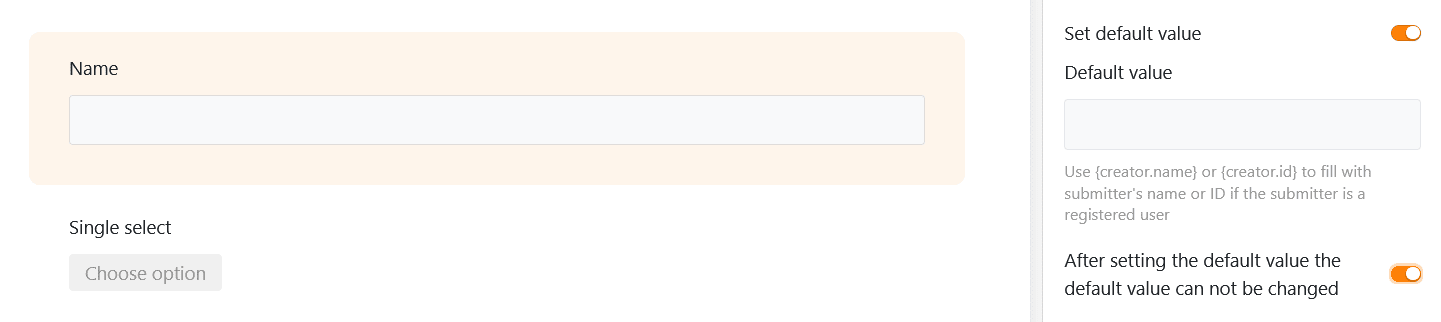 Name
Single select
Choose option
Set default value
Default value
Use {creator.name} or {creator.id} to fill with
submitter's name or ID if the submitter is a
registered user
After setting the default value the
default value can not be changed